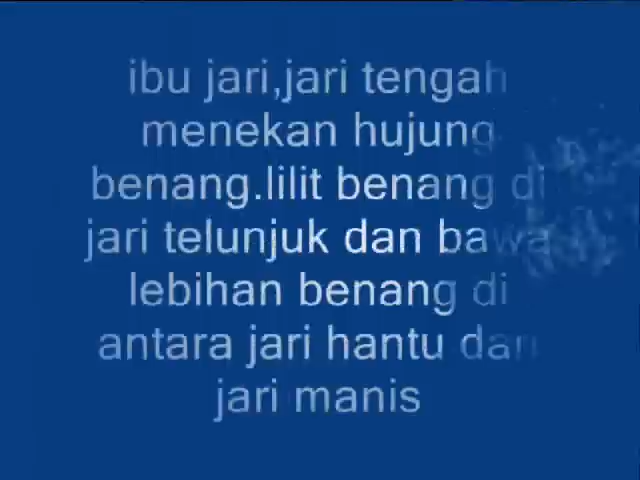 ibu jari,jari tengah
menekan hujung
benang.lilit benang di
jari telunjuk dan bawa
lebihan benang di
antara jari hantu dan
jari manis